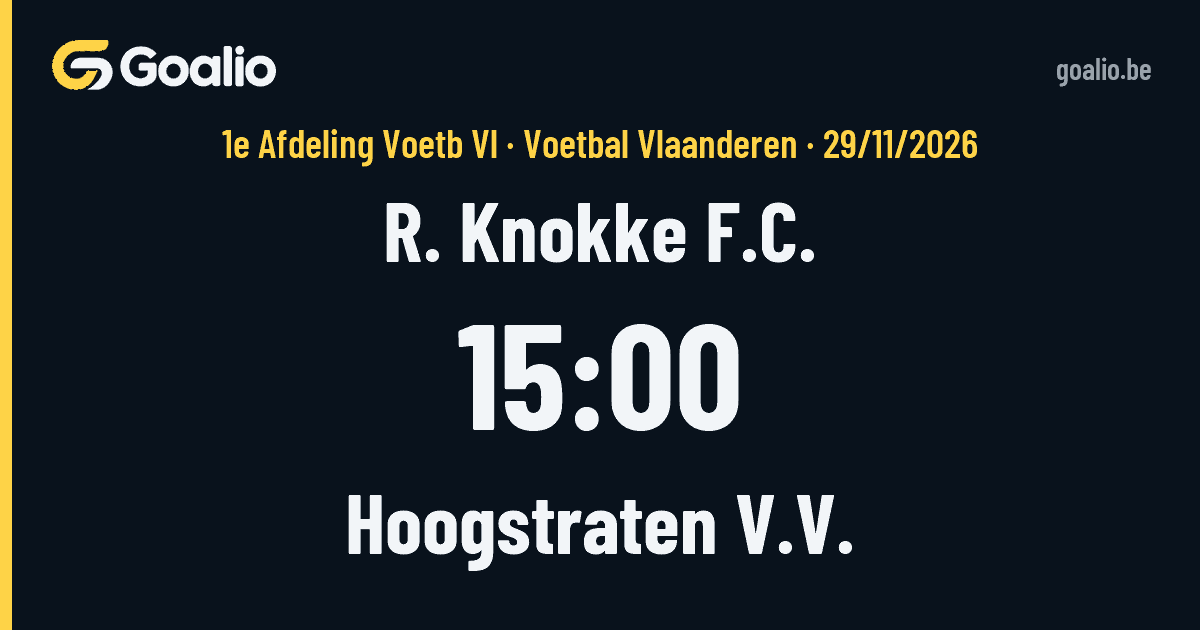 Goalio
goalio.be
1e Afdeling Voetb Vl · Voetbal Vlaanderen · 29/11/2026
R. Knokke F.C.
15:00
Hoogstraten V.V.